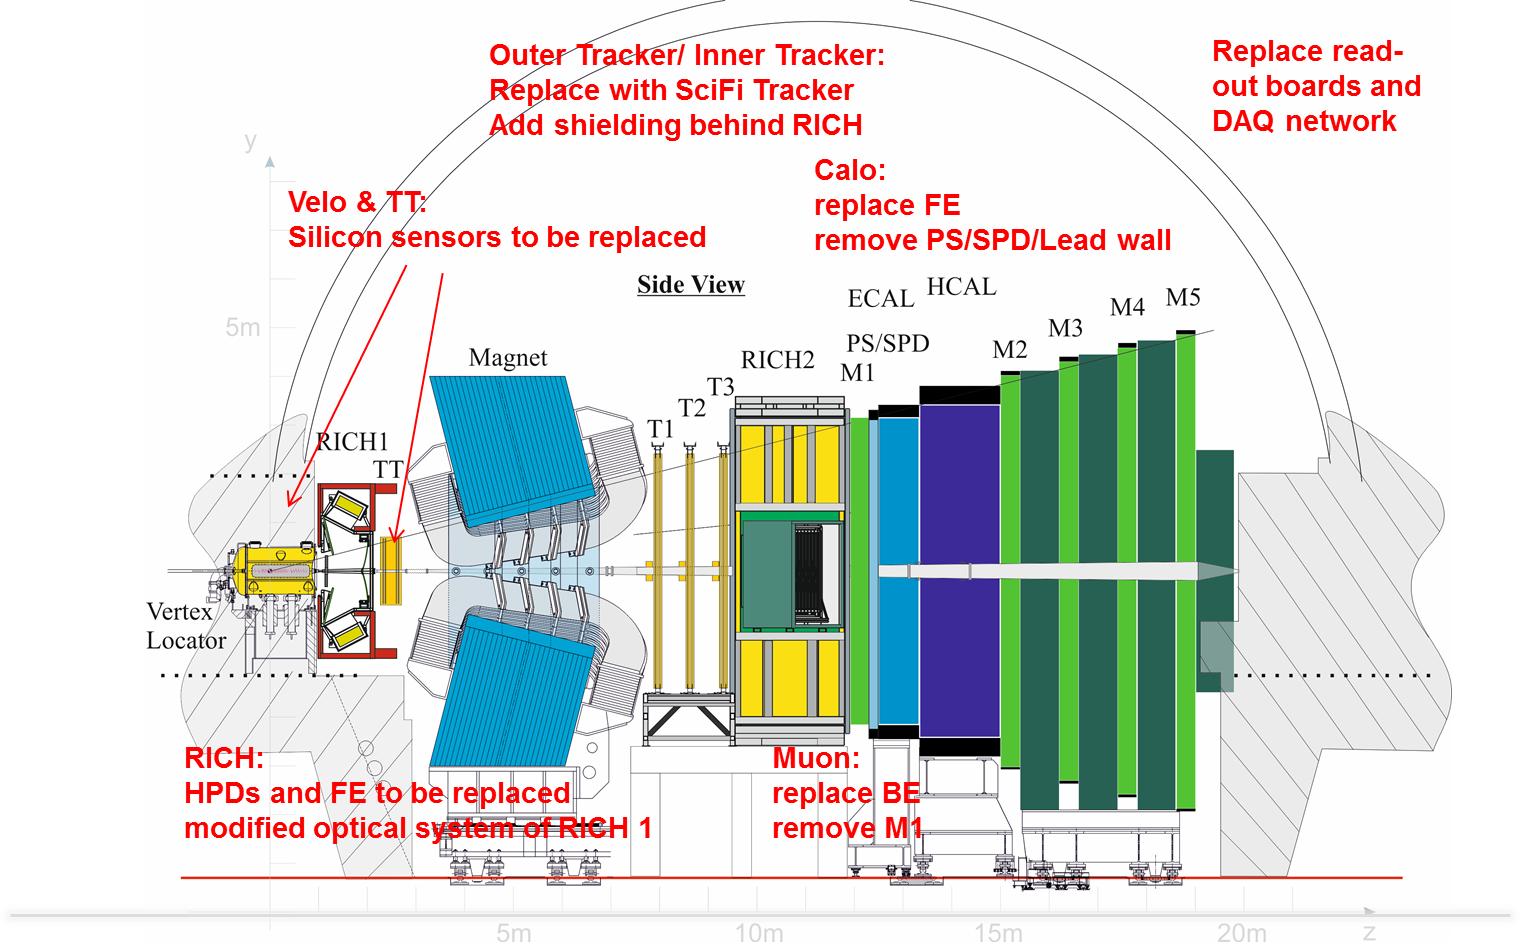 Outer Tracker/ Inner Tracker:
Replace with SciFi Tracker
Add shielding behind RICH
Replace read-
out boards and
DAQ network
y
Calo:
replace FE
remove PS/SPD/Lead wall
Velo & TT:
Silicon sensors to be replaced
Side View
5m
ECAL
HCAL
PS/SPD
M1
M2
M3
M4
M5
Magnet
RICH2
T1
T2
T3
RICH1
TT
Vertex
Locator
RICH:
HPDs and FE to be replaced
modified optical system of RICH 1
Muon:
replace BE
remove M1
5m
10m
15m
20m
z